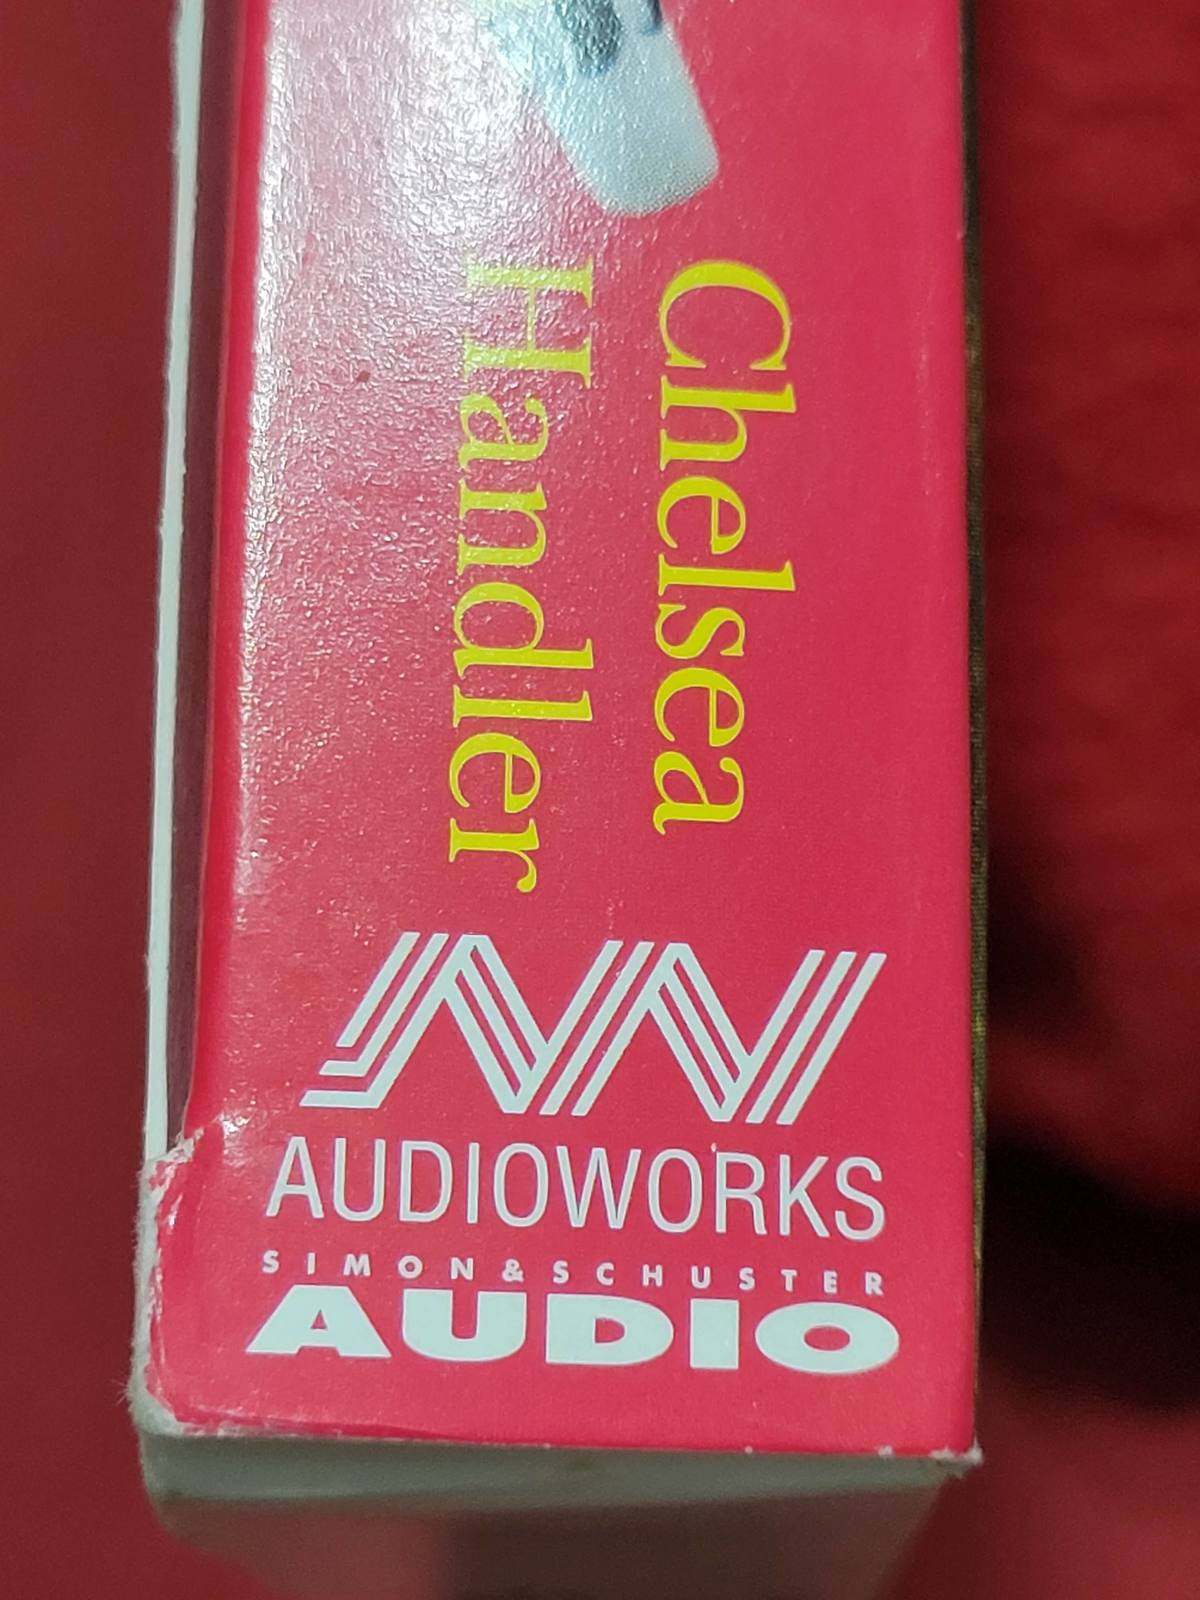 Chelsea
Handler
AUDIOWORKS
SIMON & SCHUSTER
AUDIO